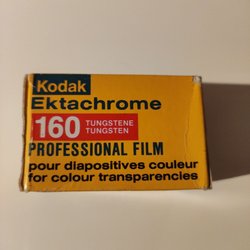 Kodak
Ektachrome
160 TUNGSTENE
TUNGSTEN
PROFESSIONAL FILM
pour diapositives couleur
for colour transparencies